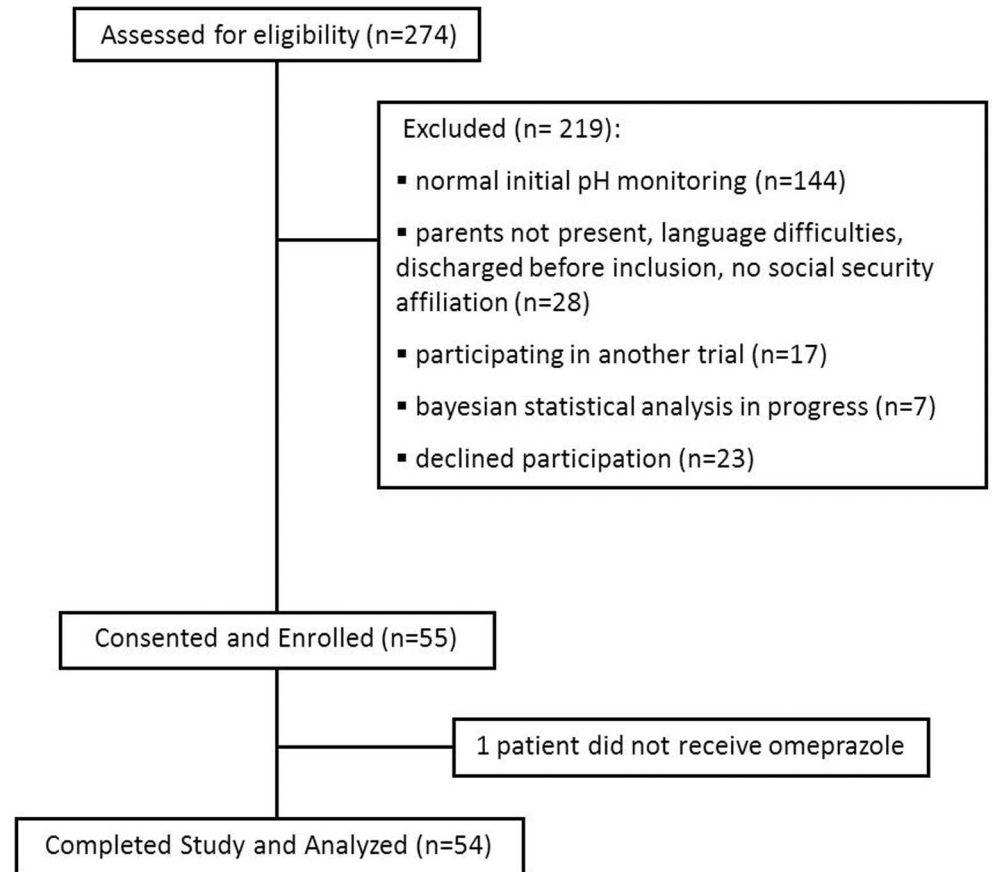 Assessed for eligibility (n=274)
Excluded (n= 219):
▪ normal initial pH monitoring (n=144)
▪ parents not present, language difficulties,
discharged before inclusion, no social security
affiliation (n=28)
▪ participating in another trial (n=17)
▪ bayesian statistical analysis in progress (n=7)
▪ declined participation (n=23)
Consented and Enrolled (n=55)
1 patient did not receive omeprazole
Completed Study and Analyzed (n=54)